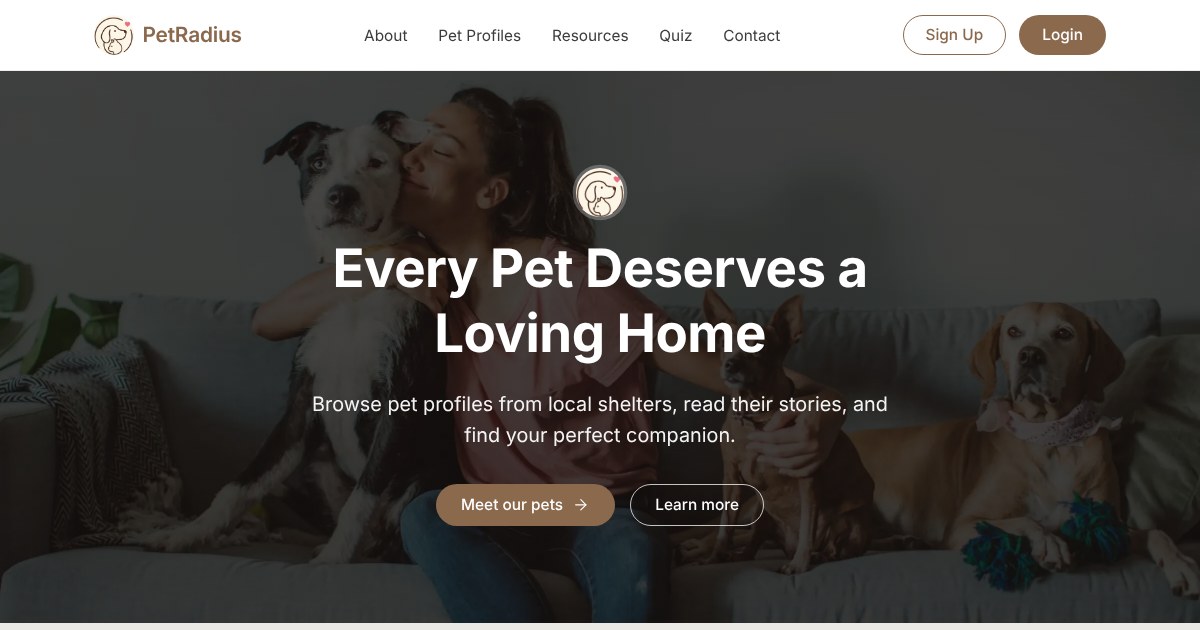 PetRadius
About
Pet Profiles
Resources
Quiz
Contact
Sign Up
Login
Every Pet Deserves a
Loving Home
Browse pet profiles from local shelters, read their stories, and
find your perfect companion.
Meet our pets →
Learn more